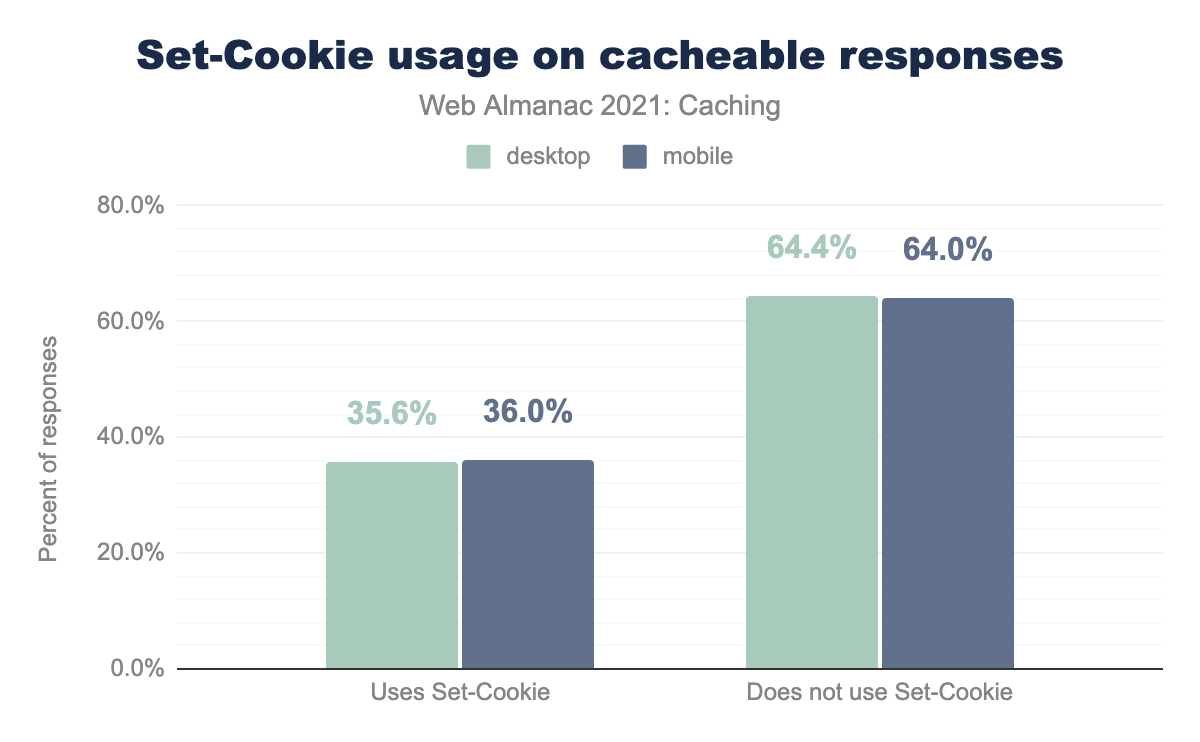 Set-Cookie usage on cacheable responses
Web Almanac 2021: Caching
desktop mobile
80.0%
64.4% 64.0%
60.0%
Percent of responses
35.6% 36.0%
40.0%
20.0%
0.0%
Uses Set-Cookie Does not use Set-Cookie